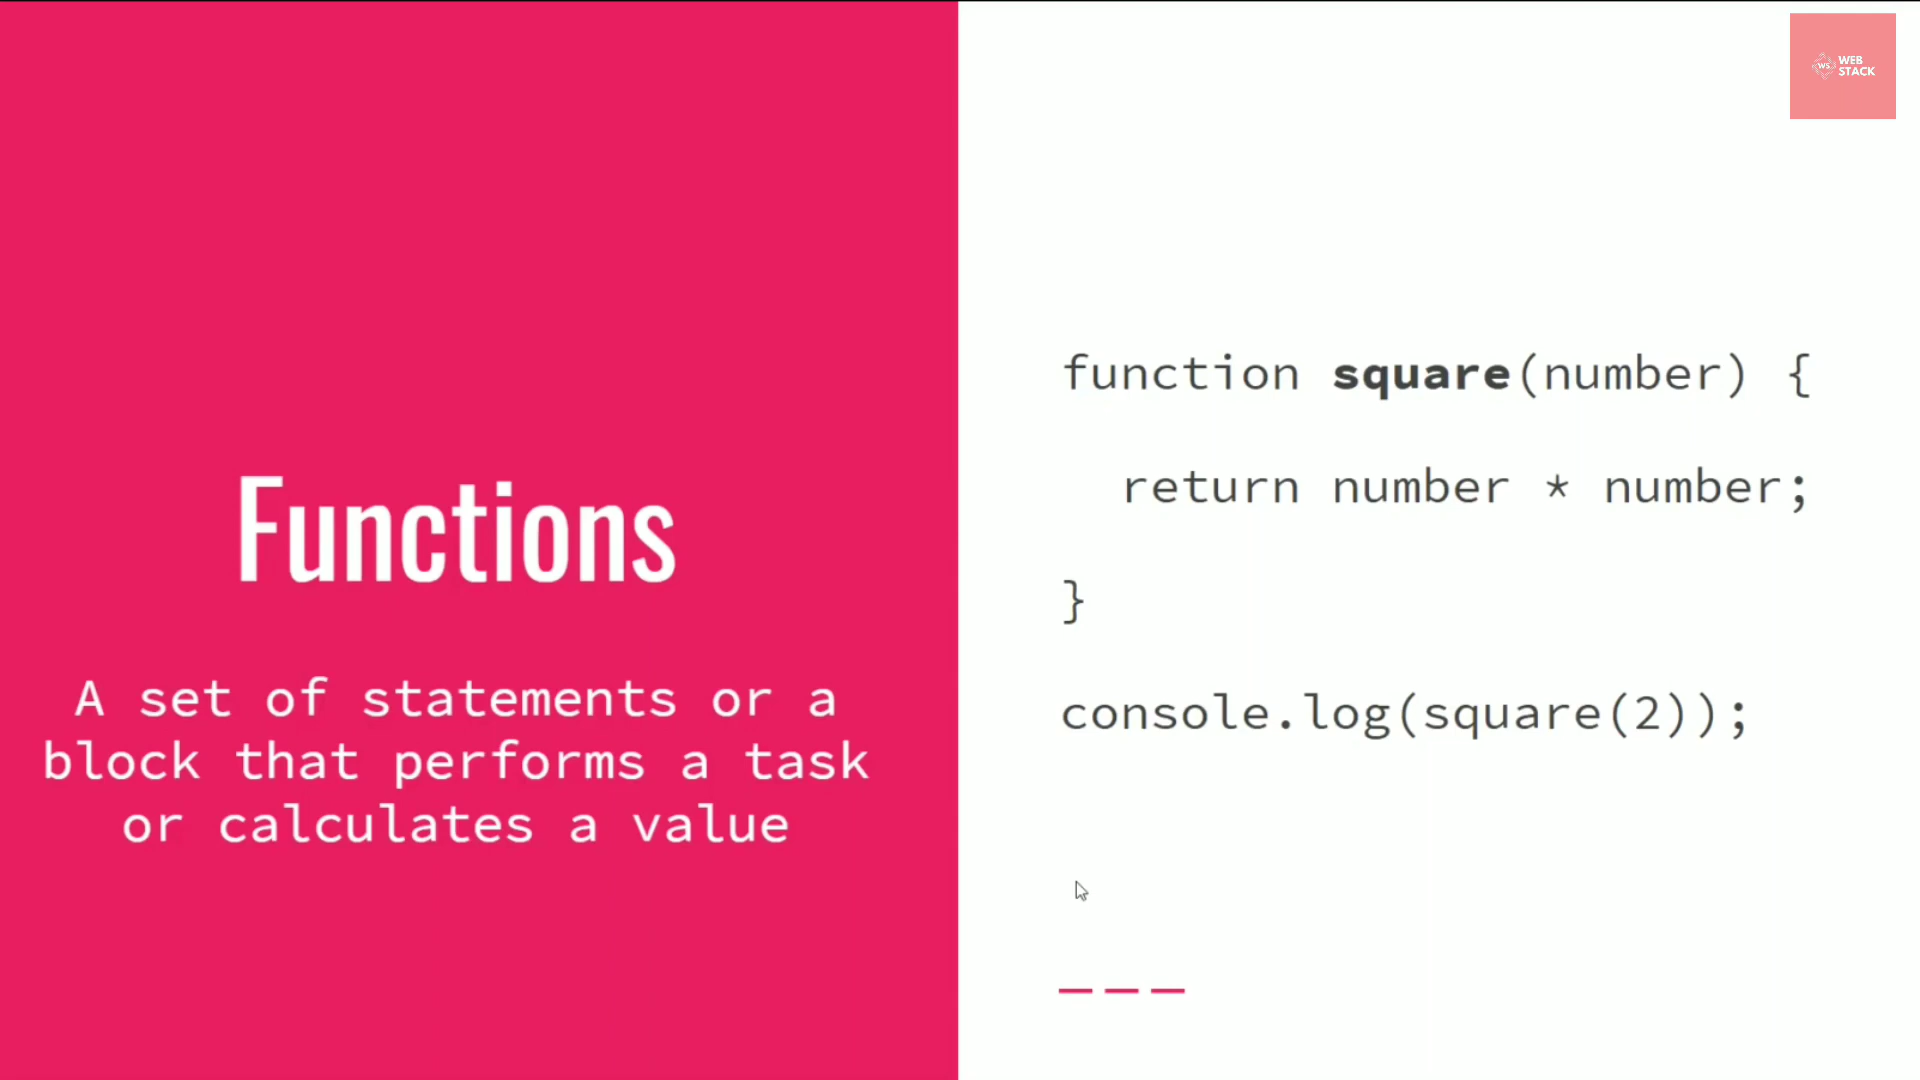 WS
WEB
STACK
Functions
A set of statements or a
block that performs a task
or calculates a value
function square(number) {
return number * number;
}
console.log(square(2));